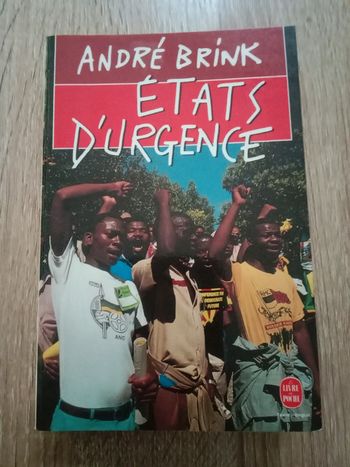 ANDRÉ BRINK
ÉTATS
D'URGENCE
ANC
LE
LIVRE
DE
POCHE